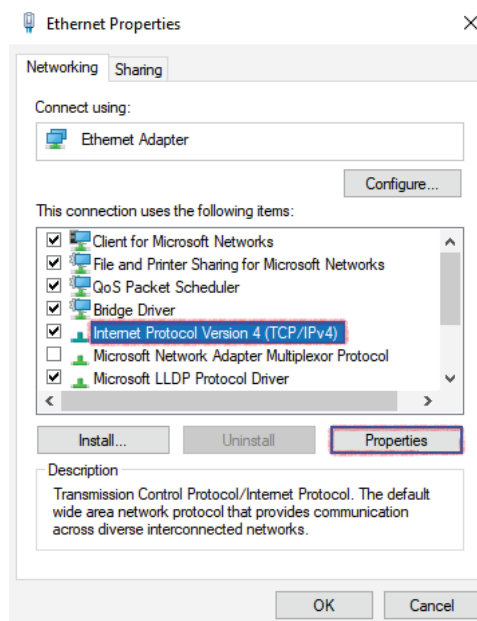 Ethernet Properties
Networking
Sharing
Connect using:
Ethernet Adapter
Configure...
This connection uses the following items:
Client for Microsoft Networks
File and Printer Sharing for Microsoft Networks
QoS Packet Scheduler
Bridge Driver
Internet Protocol Version 4 (TCP/IPv4)
Microsoft Network Adapter Multiplexor Protocol
Microsoft LLDP Protocol Driver
Install...
Uninstall
Properties
Description
Transmission Control Protocol/Internet Protocol. The default
wide area network protocol that provides communication
across diverse interconnected networks.
OK
Cancel